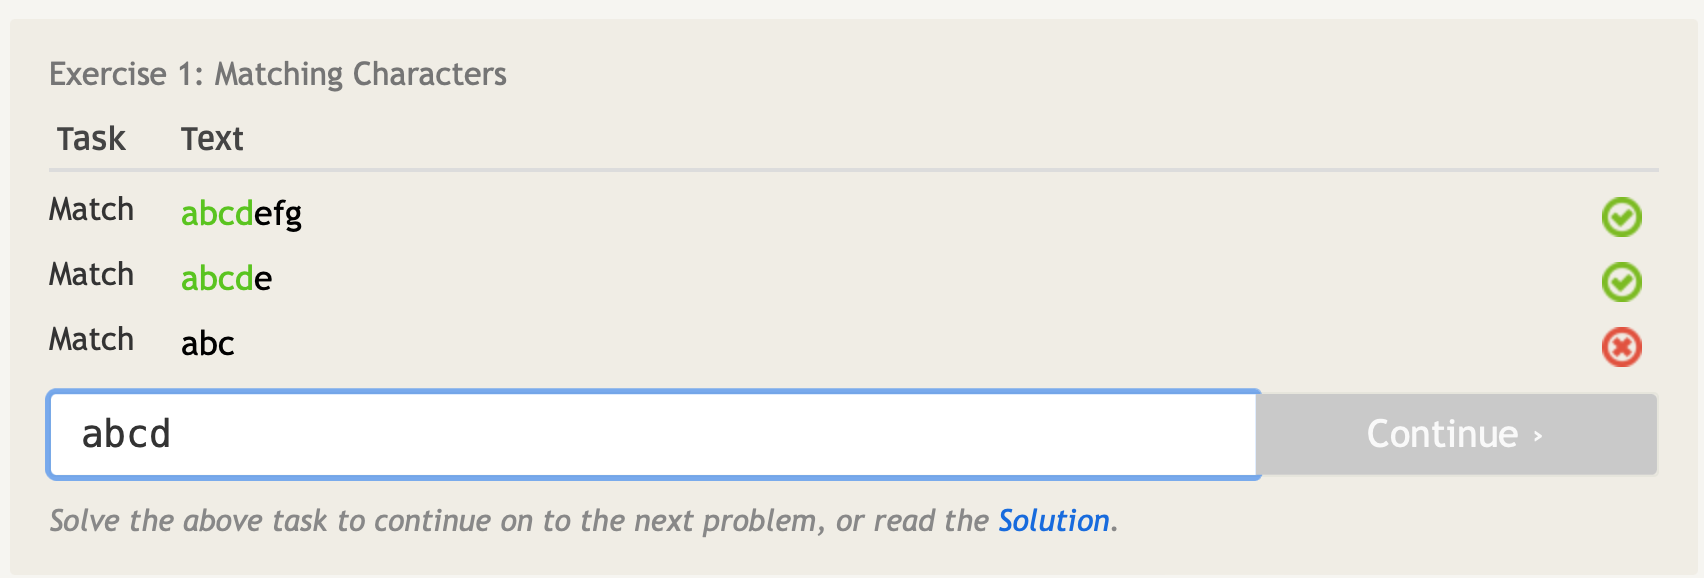 Exercise 1: Matching Characters
Task Text
Match abcdefg
Match abcde
Match abc
abcd Continue ›
Solve the above task to continue on to the next problem, or read the Solution.